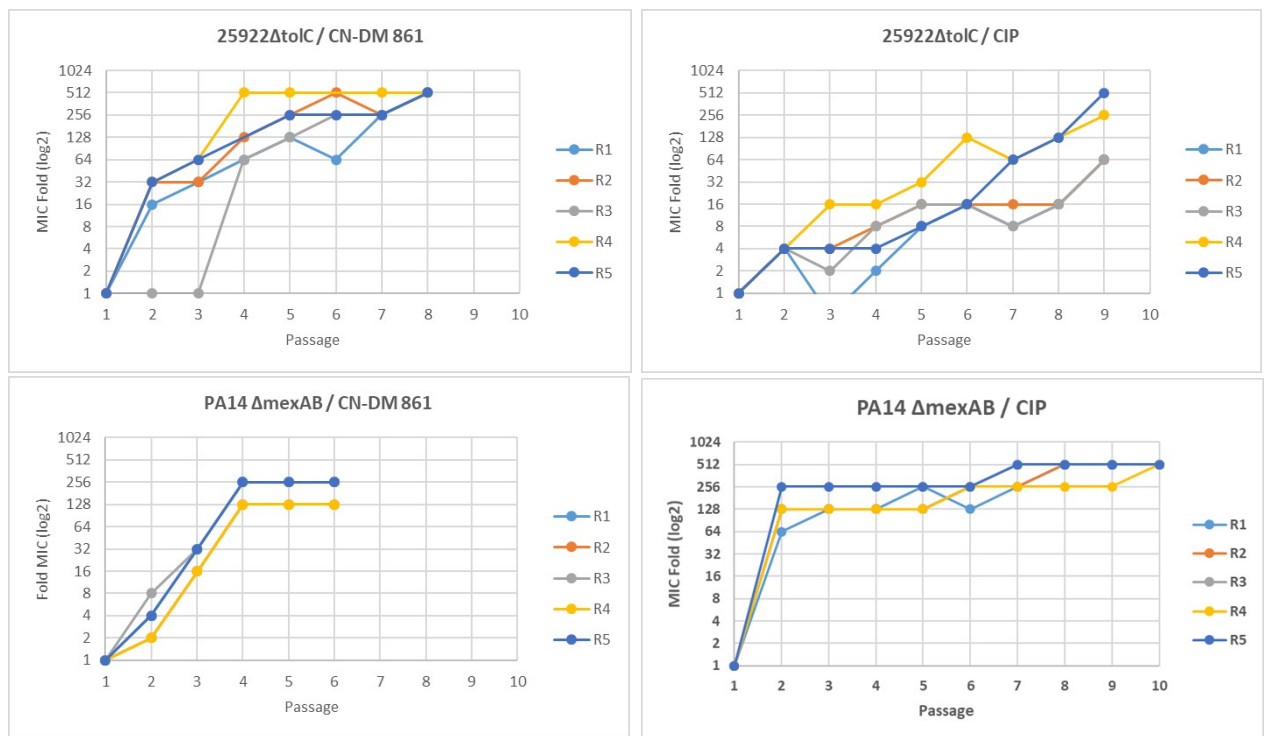 25922ΔtolC / CN-DM 861
MIC Fold (log2)
1024
512
256
128
64
32
16
8
4
2
1
1 2 3 4 5 6 7 8 9 10
Passage
R1
R2
R3
R4
R5
25922ΔtolC / CIP
MIC Fold (log2)
1024
512
256
128
64
32
16
8
4
2
1
1 2 3 4 5 6 7 8 9 10
Passage
R1
R2
R3
R4
R5
PA14 ΔmexAB / CN-DM 861
Fold MIC (log2)
1024
512
256
128
64
32
16
8
4
2
1
1 2 3 4 5 6 7 8 9 10
Passage
R1
R2
R3
R4
R5
PA14 ΔmexAB / CIP
MIC Fold (log2)
1024
512
256
128
64
32
16
8
4
2
1
1 2 3 4 5 6 7 8 9 10
Passage
R1
R2
R3
R4
R5